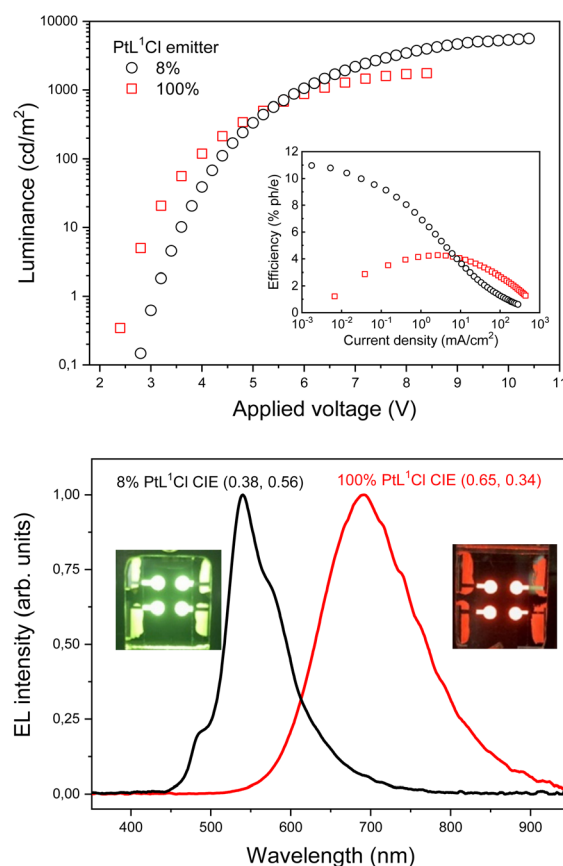 PtL¹Cl emitter
8%
100%
Luminance (cd/m²)
10000
1000
100
10
1
0,1
2 3 4 5 6 7 8 9 10 11
Applied voltage (V)
Efficiency (% ph/e)
12
10
8
6
4
2
0
10⁻³ 10⁻² 10⁻¹ 10⁰ 10¹ 10² 10³
Current density (mA/cm²)
8% PtL¹Cl CIE (0.38, 0.56) 100% PtL¹Cl CIE (0.65, 0.34)
EL intensity (arb. units)
1,00
0,75
0,50
0,25
0,00
400 500 600 700 800 900
Wavelength (nm)